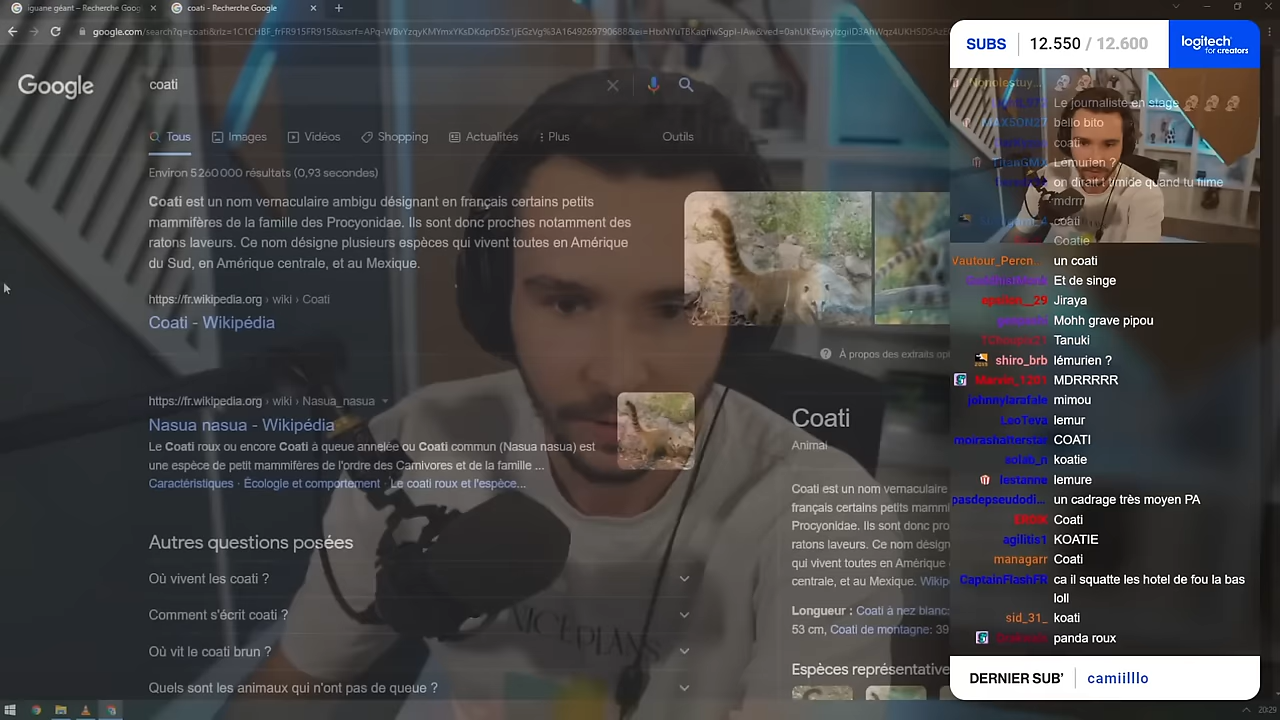 iguane géant – Recherche Goog
coati - Recherche Google
Google
coati
Tous
Images
Vidéos
Shopping
Actualités
Plus
Outils
Environ 5 260 000 résultats (0,93 secondes)
Coati est un nom vernaculaire ambigu désignant en français certains petits
mammifères de la famille des Procyonidae. Ils sont donc proches notamment des
ratons laveurs. Ce nom désigne plusieurs espèces qui vivent toutes en Amérique
du Sud, en Amérique centrale, et au Mexique.
https://fr.wikipedia.org › wiki › Coati
Coati - Wikipédia
À propos des extraits opt
https://fr.wikipedia.org › wiki › Nasua_nasua
Nasua nasua - Wikipédia
Le Coati roux ou encore Coati à queue annelée ou Coati commun (Nasua nasua) est
une espèce de petit mammifères de l'ordre des Carnivores et de la famille ...
Caractéristiques · Écologie et comportement · Le coati roux et l'espèce...
Autres questions posées
Où vivent les coati ?
Comment s'écrit coati ?
Où vit le coati brun ?
Quels sont les animaux qui n'ont pas de queue ?
Coati
Animal
Coati est un nom vernaculaire
français certains petits mamm
Procyonidae. Ils sont donc pro
ratons laveurs. Ce nom désign
qui vivent toutes en Amérique
centrale, et au Mexique. Wikip
Longueur : Coati à nez blanc:
53 cm, Coati de montagne: 39
Espèces représentative
NICEPLANS
SUBS 12.550 / 12.600
logitech
for creators
Nonolestuy...
Le journaliste en stage
MAXSON27 bello bito
coati
TitanGMX Lémurien ?
on dirait t timide quand tu filme
mdrrr
coati
Coatie
Vautour_Percn... un coati
Et de singe
Jiraya
Mohh grave pipou
Tanuki
shiro_brb lémurien ?
Marvin_1201 MDRRRRR
johnnylarafale mimou
LeoTeva lemur
COATI
koatie
lestanne lemure
pasdepseudodi... un cadrage très moyen PA
Coati
agilitis1 KOATIE
managarr Coati
CaptainFlashFR ca il squatte les hotel de fou la bas
loll
sid_31_ koati
panda roux
DERNIER SUB' camiilllo
20:29